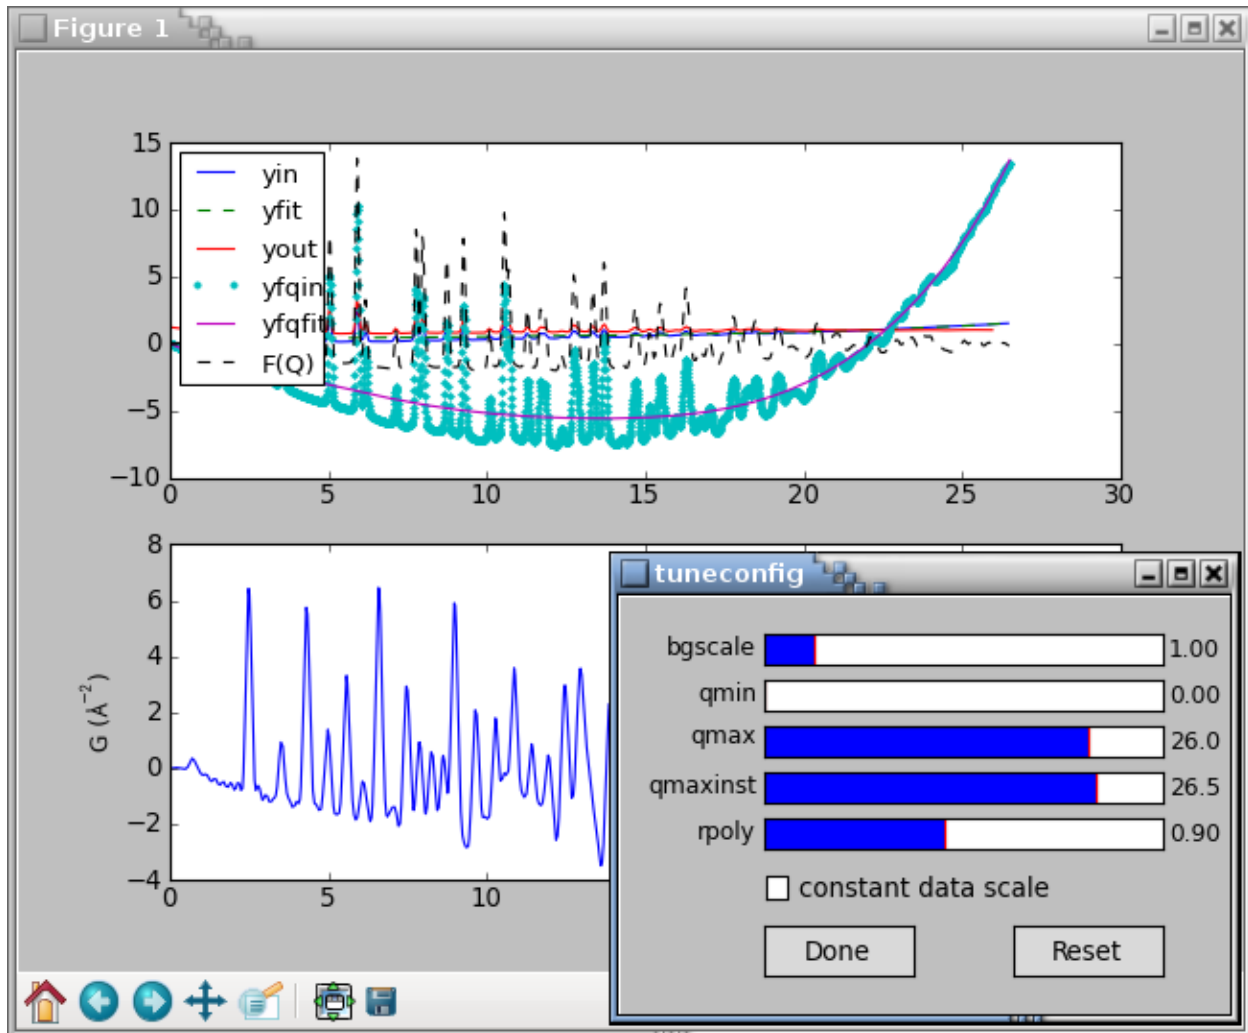 Figure 1
15
10
5
0
−5
−10
yin
yfit
yout
yfqin
yfqfit
F(Q)
0 5 10 15 20 25 30
8
6
4
2
0
−2
−4
G (Å⁻²)
0 5 10
tuneconfig
bgscale 1.00
qmin 0.00
qmax 26.0
qmaxinst 26.5
rpoly 0.90
constant data scale
Done Reset